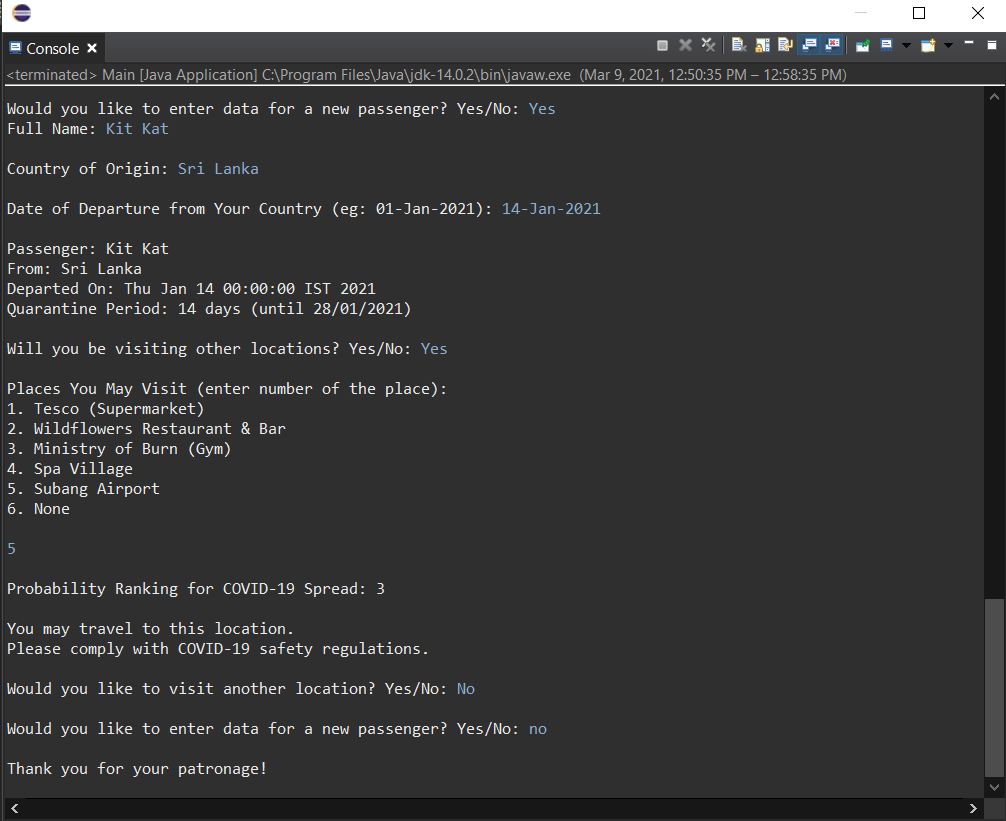 Console
<terminated> Main [Java Application] C:\Program Files\Java\jdk-14.0.2\bin\javaw.exe (Mar 9, 2021, 12:50:35 PM – 12:58:35 PM)
Would you like to enter data for a new passenger? Yes/No: Yes
Full Name: Kit Kat
Country of Origin: Sri Lanka
Date of Departure from Your Country (eg: 01-Jan-2021): 14-Jan-2021
Passenger: Kit Kat
From: Sri Lanka
Departed On: Thu Jan 14 00:00:00 IST 2021
Quarantine Period: 14 days (until 28/01/2021)
Will you be visiting other locations? Yes/No: Yes
Places You May Visit (enter number of the place):
1. Tesco (Supermarket)
2. Wildflowers Restaurant & Bar
3. Ministry of Burn (Gym)
4. Spa Village
5. Subang Airport
6. None
5
Probability Ranking for COVID-19 Spread: 3
You may travel to this location.
Please comply with COVID-19 safety regulations.
Would you like to visit another location? Yes/No: No
Would you like to enter data for a new passenger? Yes/No: no
Thank you for your patronage!